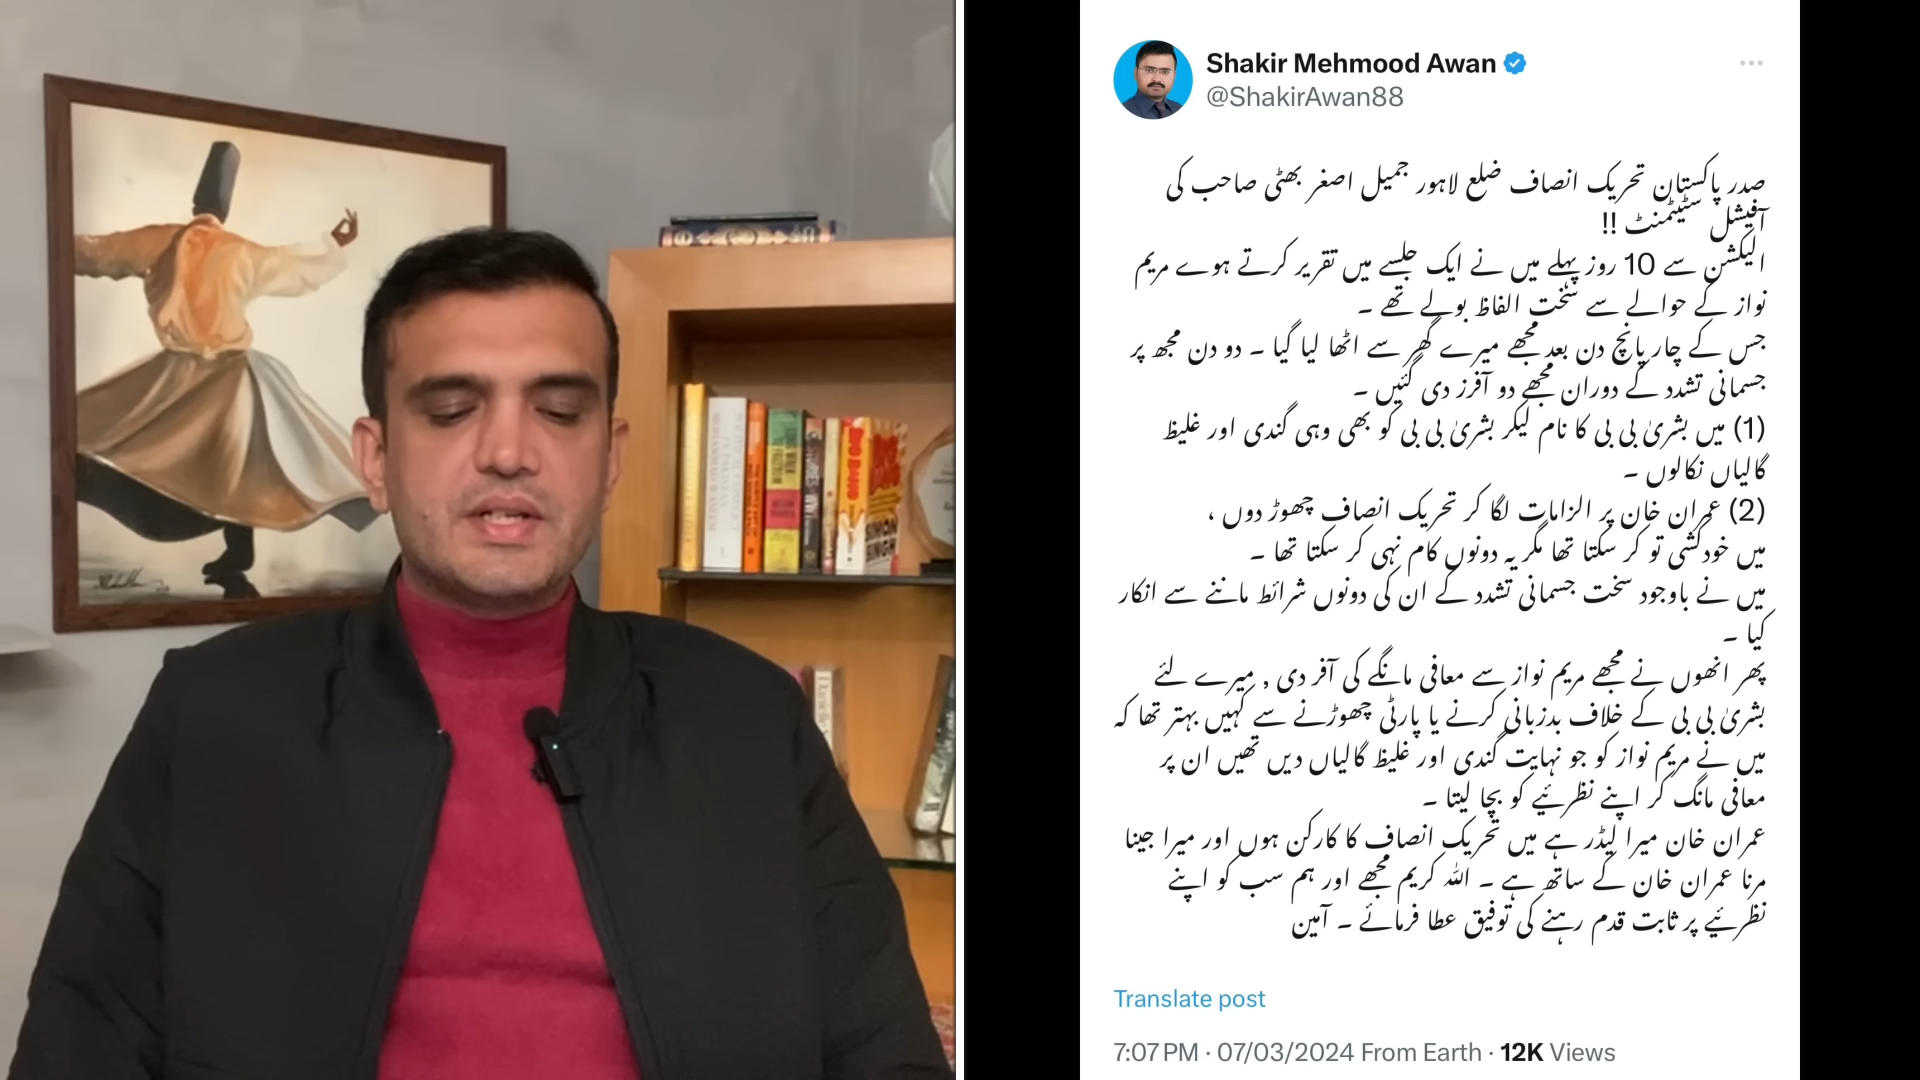 Shakir Mehmood Awan
@ShakirAwan88
صدر پاکستان تحریک انصاف ضلع لاہور جمیل اصغر بھٹی صاحب کی
آفیشل سٹیٹمنٹ !!
الیکشن سے 10 روز پہلے میں نے ایک جلسے میں تقریر کرتے ہوے مریم
نواز کے حوالے سے سخت الفاظ بولے تھے ۔
جس کے چار پانچ دن بعد مجھے میرے گھر سے اٹھا لیا گیا ۔ دو دن مجھ پر
جسمانی تشدد کے دوران مجھے دو آفرز دی گئیں ۔
(1) میں بشریٰ بی بی کا نام لیکر بشریٰ بی بی کو بھی وہی گندی اور غلیظ
گالیاں نکالوں ۔
(2) عمران خان پر الزامات لگا کر تحریک انصاف چھوڑ دوں ،
میں خودکشی تو کر سکتا تھا مگر یہ دونوں کام نہی کر سکتا تھا ۔
میں نے باوجود سخت جسمانی تشدد کے ان کی دونوں شرائط ماننے سے انکار
کیا ۔
پھر انھوں نے مجھے مریم نواز سے معافی مانگے کی آفر دی , میرے لئے
بشریٰ بی بی کے خلاف بدزبانی کرنے یا پارٹی چھوڑنے سے کہیں بہتر تھا کہ
میں نے مریم نواز کو جو نہایت گندی اور غلیظ گالیاں دیں تھیں ان پر
معافی مانگ کر اپنے نظرئیے کو بچا لیتا ۔
عمران خان میرا لیڈر ہے میں تحریک انصاف کا کارکن ہوں اور میرا جینا
مرنا عمران خان کے ساتھ ہے ۔ اللہ کریم مجھے اور ہم سب کو اپنے
نظرئیے پر ثابت قدم رہنے کی توفیق عطا فرمائے ۔ آمین
Translate post
7:07 PM · 07/03/2024 From Earth · 12K Views
SIMON
SINGH